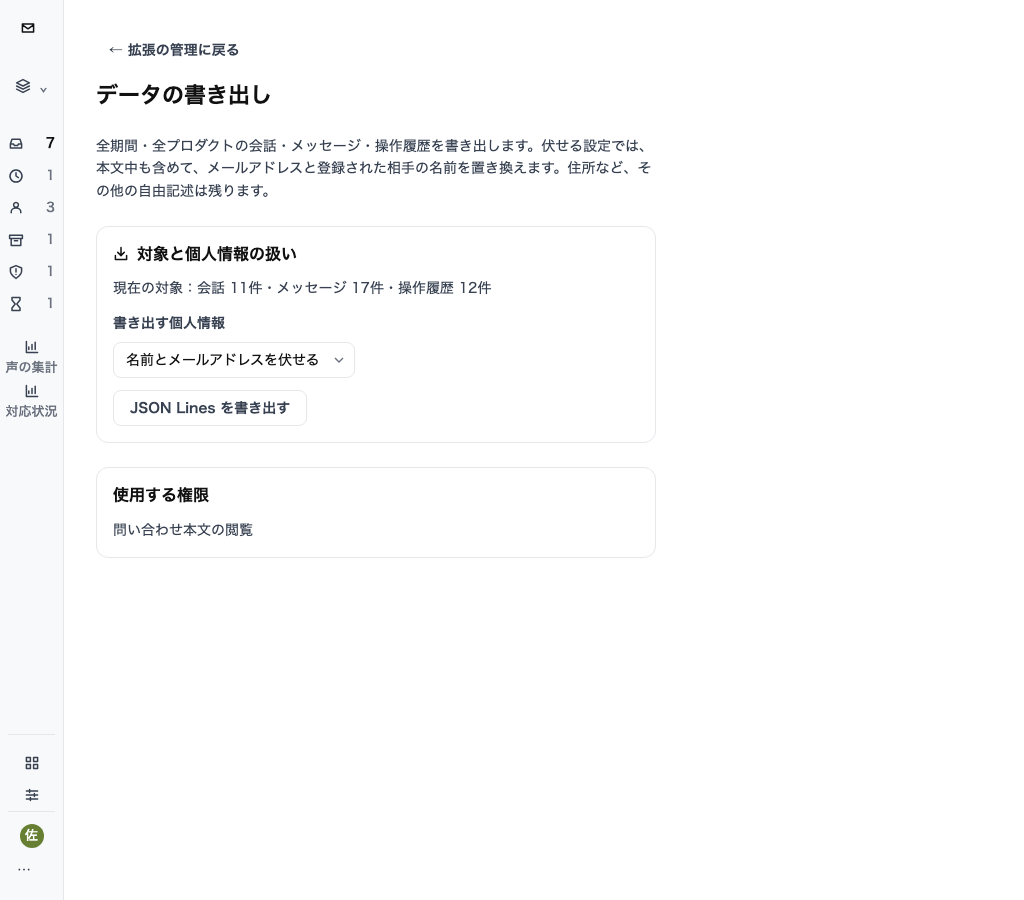 ← 拡張の管理に戻る
データの書き出し
全期間・全プロダクトの会話・メッセージ・操作履歴を書き出します。伏せる設定では、
本文中も含めて、メールアドレスと登録された相手の名前を置き換えます。住所など、そ
の他の自由記述は残ります。
対象と個人情報の扱い
現在の対象：会話 11件・メッセージ 17件・操作履歴 12件
書き出す個人情報
名前とメールアドレスを伏せる
JSON Lines を書き出す
使用する権限
問い合わせ本文の閲覧
7
1
3
1
1
1
声の集計
対応状況
佐
…